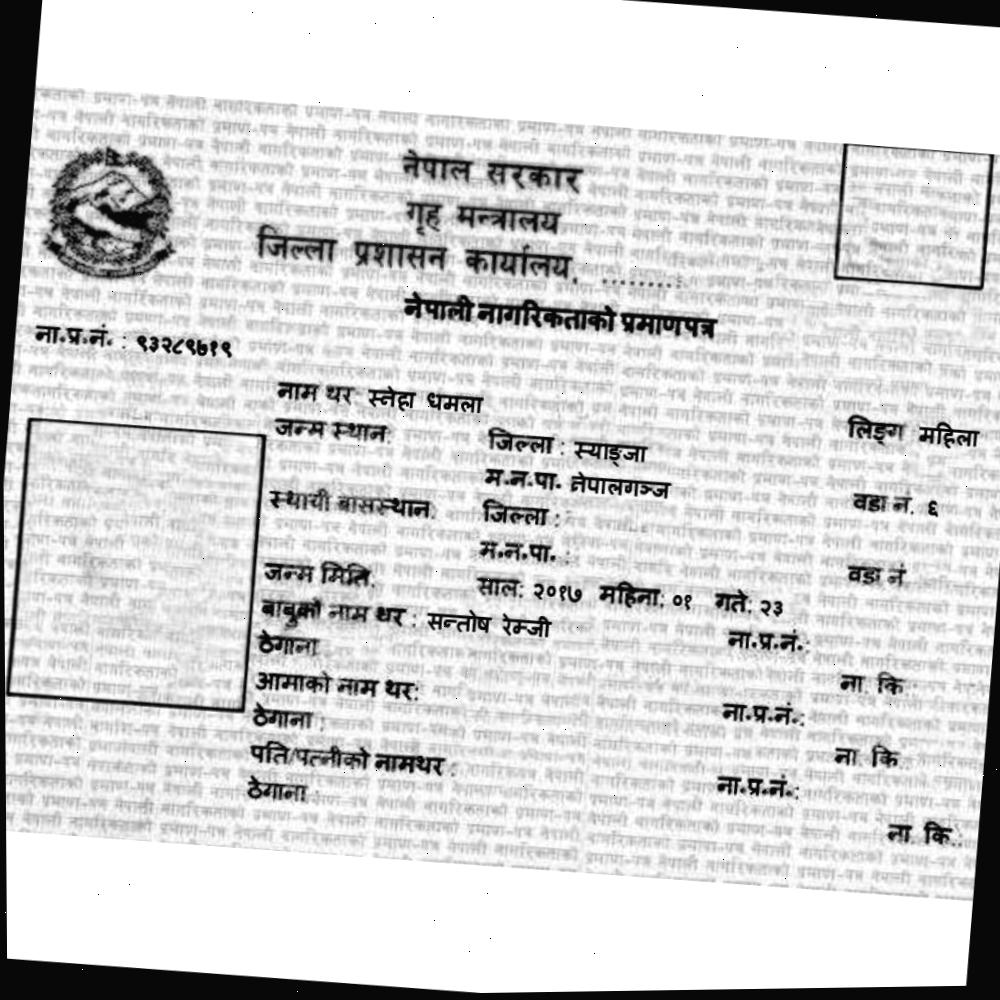 नेपाल सरकार
गृह मन्त्रालय
जिल्ला प्रशासन कार्यालय, .........
नेपाली नागरिकताको प्रमाणपत्र
ना.प्र.नं. : ९३२८९७१९
नाम थर: स्नेहा धमला लिङ्ग महिला
जन्म स्थान: जिल्ला : स्याङ्जा
म.न.पा. नेपालगञ्ज वडा नं. ६
स्थायी बासस्थान: जिल्ला :
म.न.पा. : वडा नं
जन्म मिति: साल: २०१७ महिना: ०१ गते: २३
बाबुको नाम थर : सन्तोष रेम्जी ना.प्र.नं.:
ठेगाना ना. कि :
आमाको नाम थर: ना.प्र.नं.:
ठेगाना : ना. कि.:
पति/पत्नीको नामथर : ना.प्र.नं.:
ठेगाना : ना. कि.: